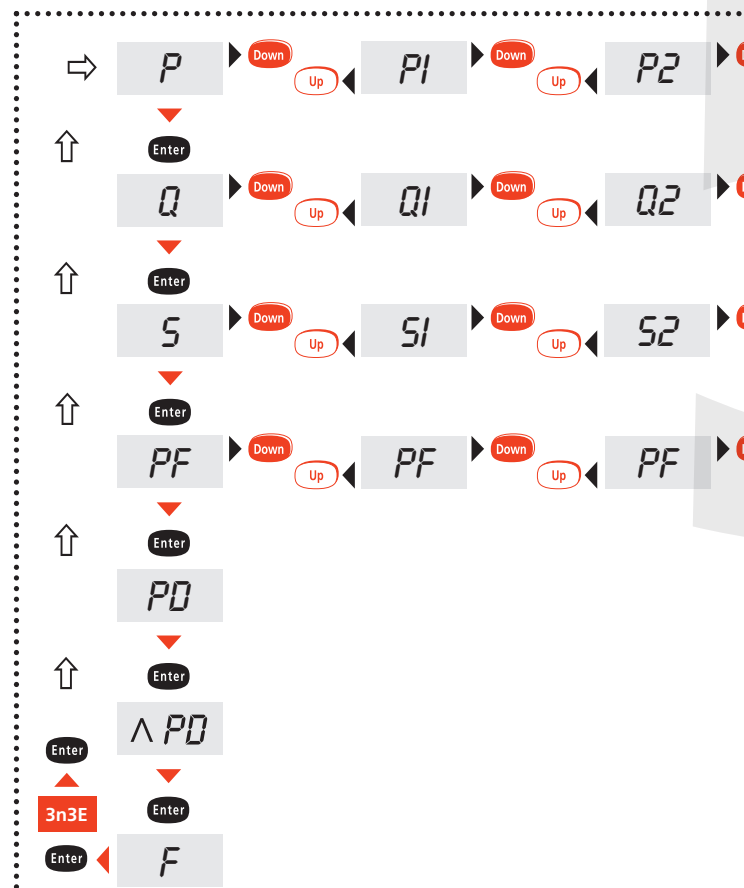 P Down Up P1 Down Up P2
Enter
Q Down Up Q1 Down Up Q2
Enter
S Down Up S1 Down Up S2
Enter
PF Down Up PF Down Up PF
Enter
PD
Enter
Λ PD
Enter
Enter
3n3E
Enter
F